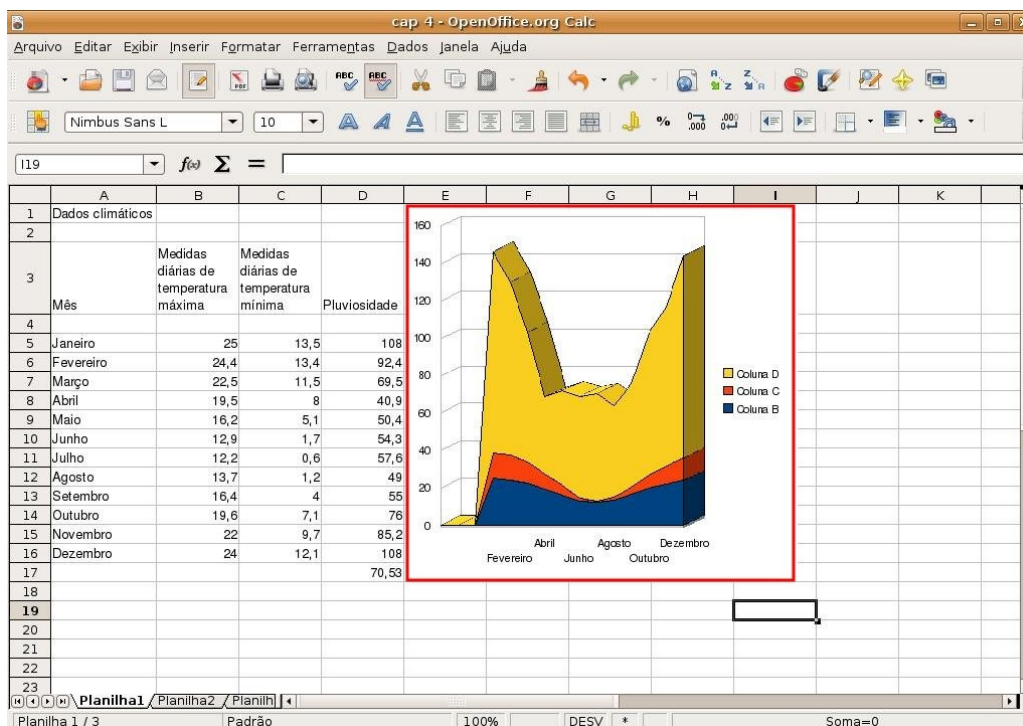 cap 4 - OpenOffice.org Calc
Arquivo Editar Exibir Inserir Formatar Ferramentas Dados Janela Ajuda
Nimbus Sans L 10
I19 f(x) Σ =
A B C D E F G H I J K
1 Dados climáticos
2
3 Mês Medidas diárias de temperatura máxima Medidas diárias de temperatura mínima Pluviosidade
4
5 Janeiro 25 13,5 108
6 Fevereiro 24,4 13,4 92,4
7 Março 22,5 11,5 69,5
8 Abril 19,5 8 40,9
9 Maio 16,2 5,1 50,4
10 Junho 12,9 1,7 54,3
11 Julho 12,2 0,6 57,6
12 Agosto 13,7 1,2 49
13 Setembro 16,4 4 55
14 Outubro 19,6 7,1 76
15 Novembro 22 9,7 85,2
16 Dezembro 24 12,1 108
17 70,53
18
19
20
21
22
23
160
140
120
100
80
60
40
20
0
Abril Agosto Dezembro
Fevereiro Junho Outubro
Coluna D
Coluna C
Coluna B
Planilha1 Planilha2 Planilh
Planilha 1 / 3 Padrão 100% DESV * Soma=0